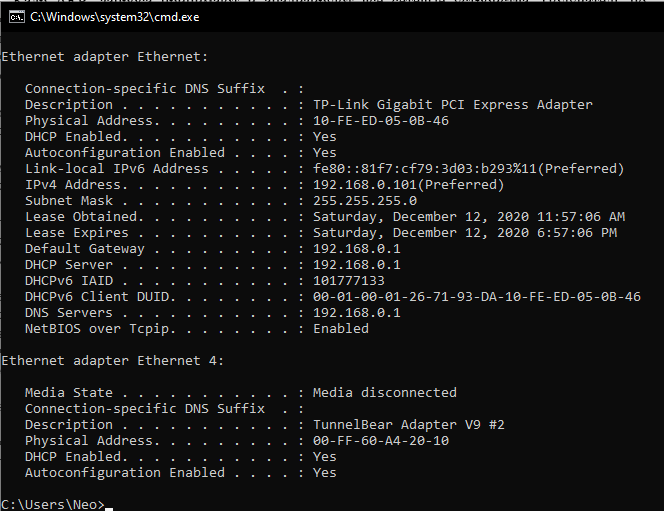 C:\Windows\system32\cmd.exe
Ethernet adapter Ethernet:
Connection-specific DNS Suffix . :
Description . . . . . . . . . . . : TP-Link Gigabit PCI Express Adapter
Physical Address. . . . . . . . . : 10-FE-ED-05-0B-46
DHCP Enabled. . . . . . . . . . . : Yes
Autoconfiguration Enabled . . . . : Yes
Link-local IPv6 Address . . . . . : fe80::81f7:cf79:3d03:b293%11(Preferred)
IPv4 Address. . . . . . . . . . . : 192.168.0.101(Preferred)
Subnet Mask . . . . . . . . . . . : 255.255.255.0
Lease Obtained. . . . . . . . . . : Saturday, December 12, 2020 11:57:06 AM
Lease Expires . . . . . . . . . . : Saturday, December 12, 2020 6:57:06 PM
Default Gateway . . . . . . . . . : 192.168.0.1
DHCP Server . . . . . . . . . . . : 192.168.0.1
DHCPv6 IAID . . . . . . . . . . . : 101777133
DHCPv6 Client DUID. . . . . . . . : 00-01-00-01-26-71-93-DA-10-FE-ED-05-0B-46
DNS Servers . . . . . . . . . . . : 192.168.0.1
NetBIOS over Tcpip. . . . . . . . : Enabled
Ethernet adapter Ethernet 4:
Media State . . . . . . . . . . . : Media disconnected
Connection-specific DNS Suffix . :
Description . . . . . . . . . . . : TunnelBear Adapter V9 #2
Physical Address. . . . . . . . . : 00-FF-60-A4-20-10
DHCP Enabled. . . . . . . . . . . : Yes
Autoconfiguration Enabled . . . . : Yes
C:\Users\Neo>